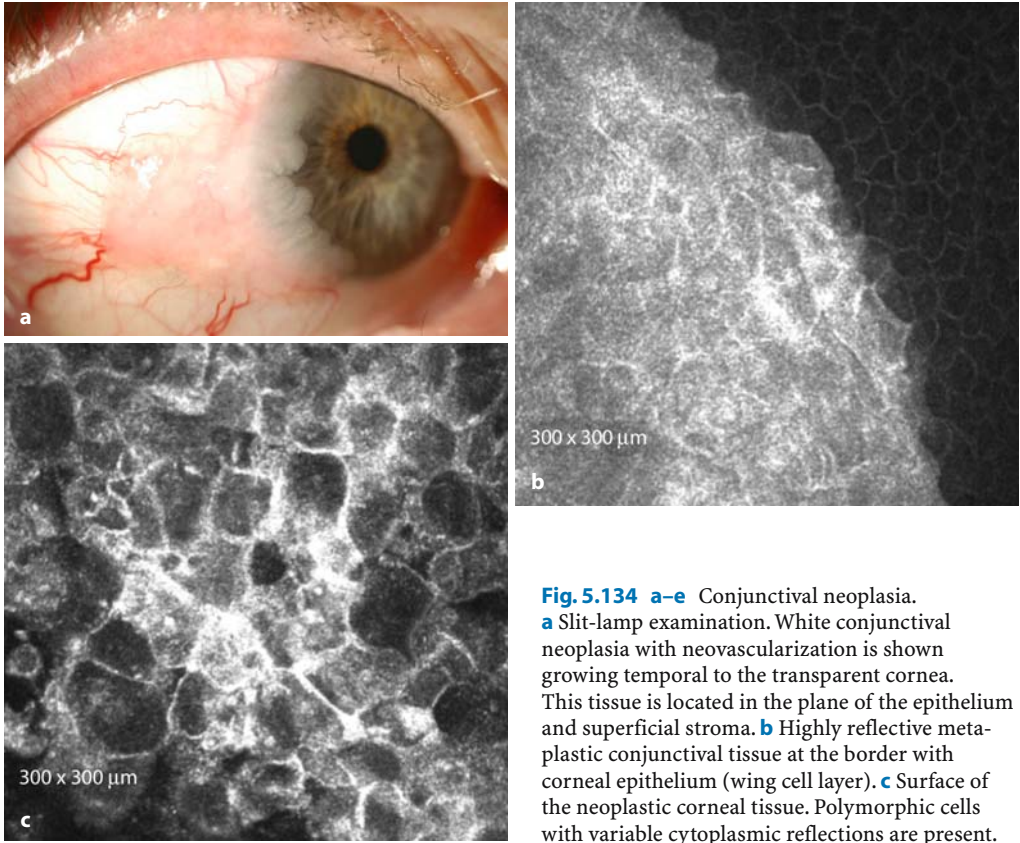 a
300 x 300 µm
b
300 x 300 µm
c
Fig. 5.134 a–e Conjunctival neoplasia.
a Slit-lamp examination. White conjunctival
neoplasia with neovascularization is shown
growing temporal to the transparent cornea.
This tissue is located in the plane of the epithelium
and superficial stroma. b Highly reflective meta-
plastic conjunctival tissue at the border with
corneal epithelium (wing cell layer). c Surface of
the neoplastic corneal tissue. Polymorphic cells
with variable cytoplasmic reflections are present.